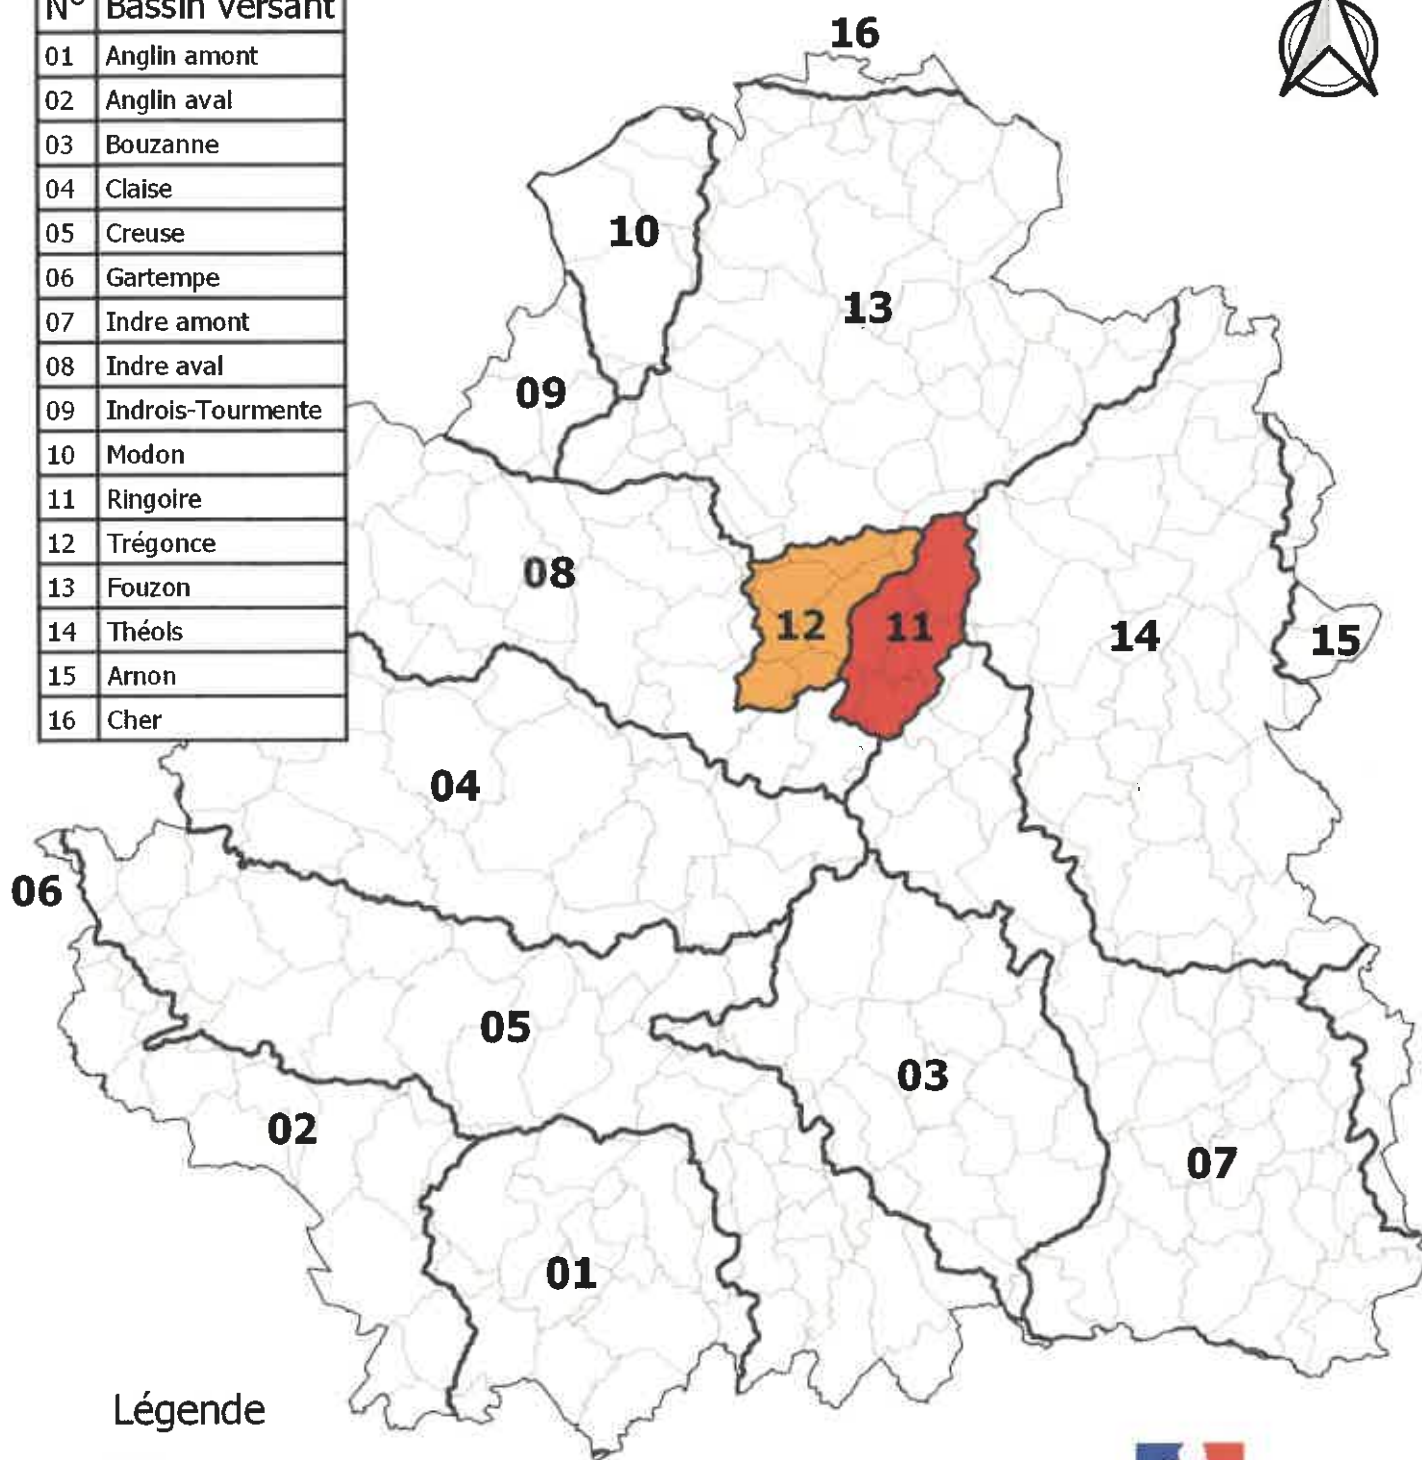 N° Bassin versant
01 Anglin amont
02 Anglin aval
03 Bouzanne
04 Claise
05 Creuse
06 Gartempe
07 Indre amont
08 Indre aval
09 Indrois-Tourmente
10 Modon
11 Ringoire
12 Trégonce
13 Fouzon
14 Théols
15 Arnon
16 Cher
16
10
13
09
08
12
11
14
15
04
06
05
03
02
07
01
Légende